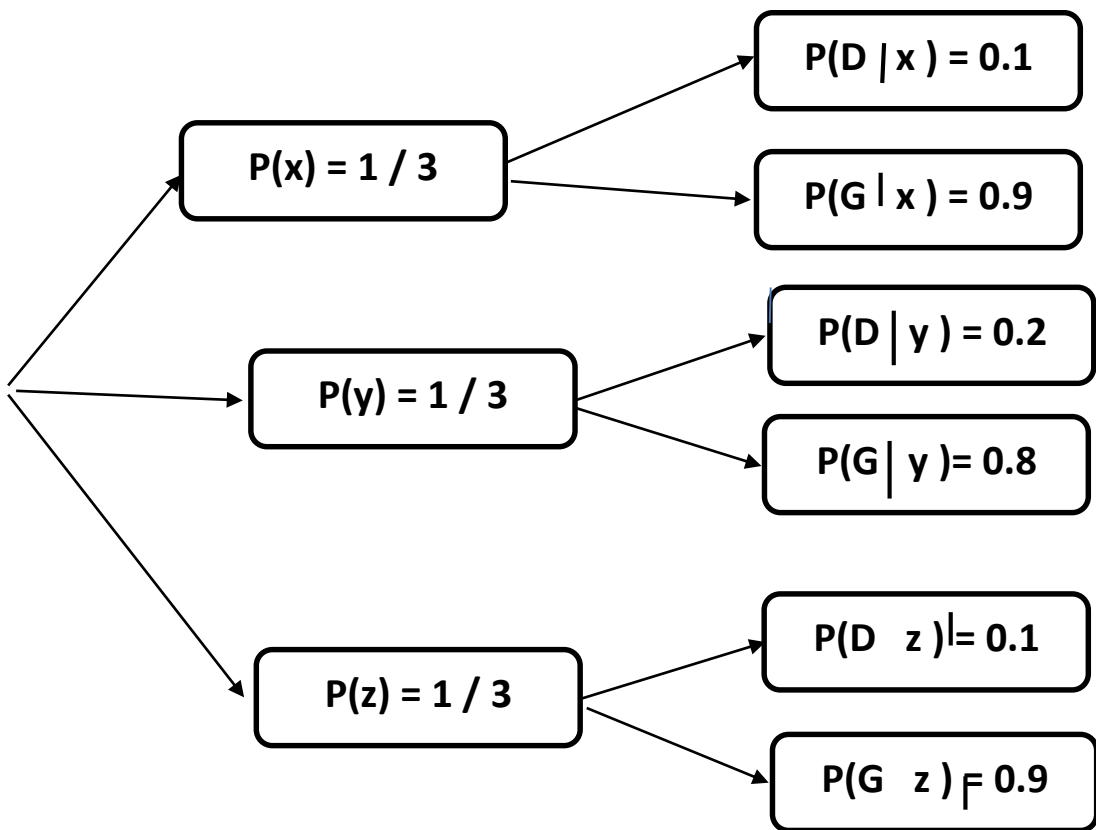 P(D | x ) = 0.1
P(x) = 1 / 3
P(G | x ) = 0.9
P(D | y ) = 0.2
P(y) = 1 / 3
P(G | y )= 0.8
P(D z )|= 0.1
P(z) = 1 / 3
P(G z ) |= 0.9